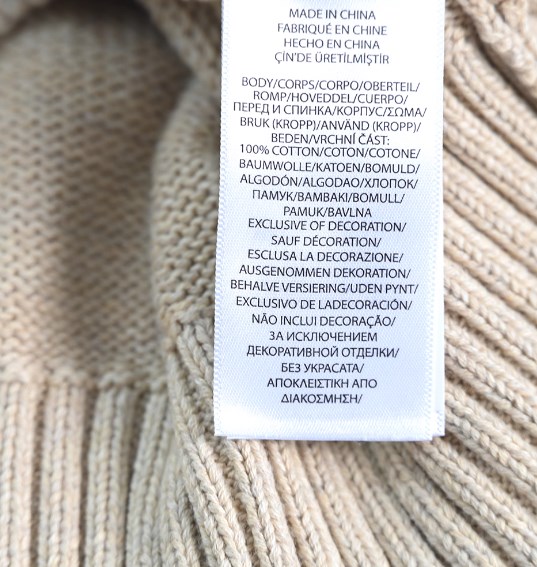 MADE IN CHINA
FABRIQUÉ EN CHINE
HECHO EN CHINA
ÇİN'DE ÜRETİLMİŞTİR
BODY/CORPS/CORPO/OBERTEIL/
ROMP/HOVEDDEL/CUERPO/
ПЕРЕД И СПИНКА/КОРПУС/ΣΩΜΑ/
BRUK (KROPP)/ANVÄND (KROPP)/
BEDEN/VRCHNÍ ČÁST:
100% COTTON/COTON/COTONE/
BAUMWOLLE/KATOEN/BOMULD/
ALGODÓN/ALGODAO/ХЛОПОК/
ПАМУК/ΒΑΜΒΑΚΙ/BOMULL/
PAMUK/BAVLNA
EXCLUSIVE OF DECORATION/
SAUF DÉCORATION/
ESCLUSA LA DECORAZIONE/
AUSGENOMMEN DEKORATION/
BEHALVE VERSIERING/UDEN PYNT/
EXCLUSIVO DE LADECORACIÓN/
NÃO INCLUI DECORAÇÃO/
ЗА ИСКЛЮЧЕНИЕМ
ДЕКОРАТИВНОЙ ОТДЕЛКИ/
БЕЗ УКРАСАТА/
ΑΠΟΚΛΕΙΣΤΙΚΗ ΑΠΟ
ΔΙΑΚΟΣΜΗΣΗ/